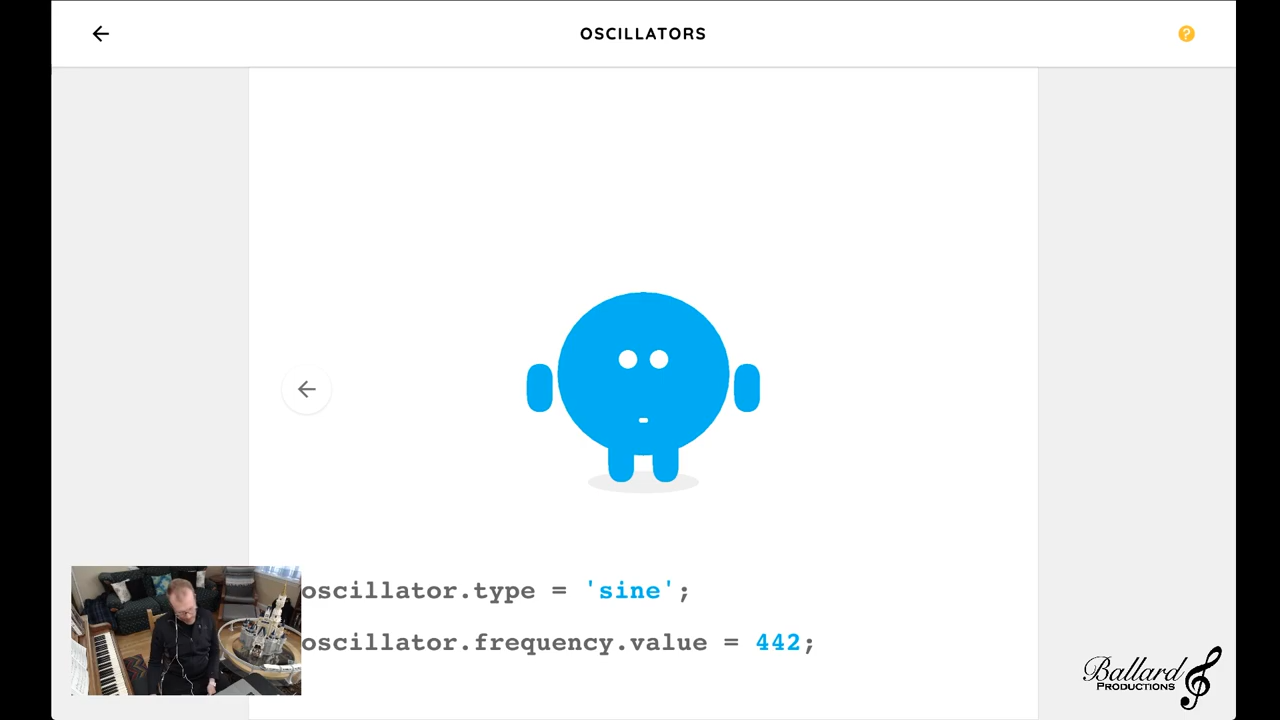 OSCILLATORS
?
oscillator.type = 'sine';
oscillator.frequency.value = 442;
Ballard
PRODUCTIONS